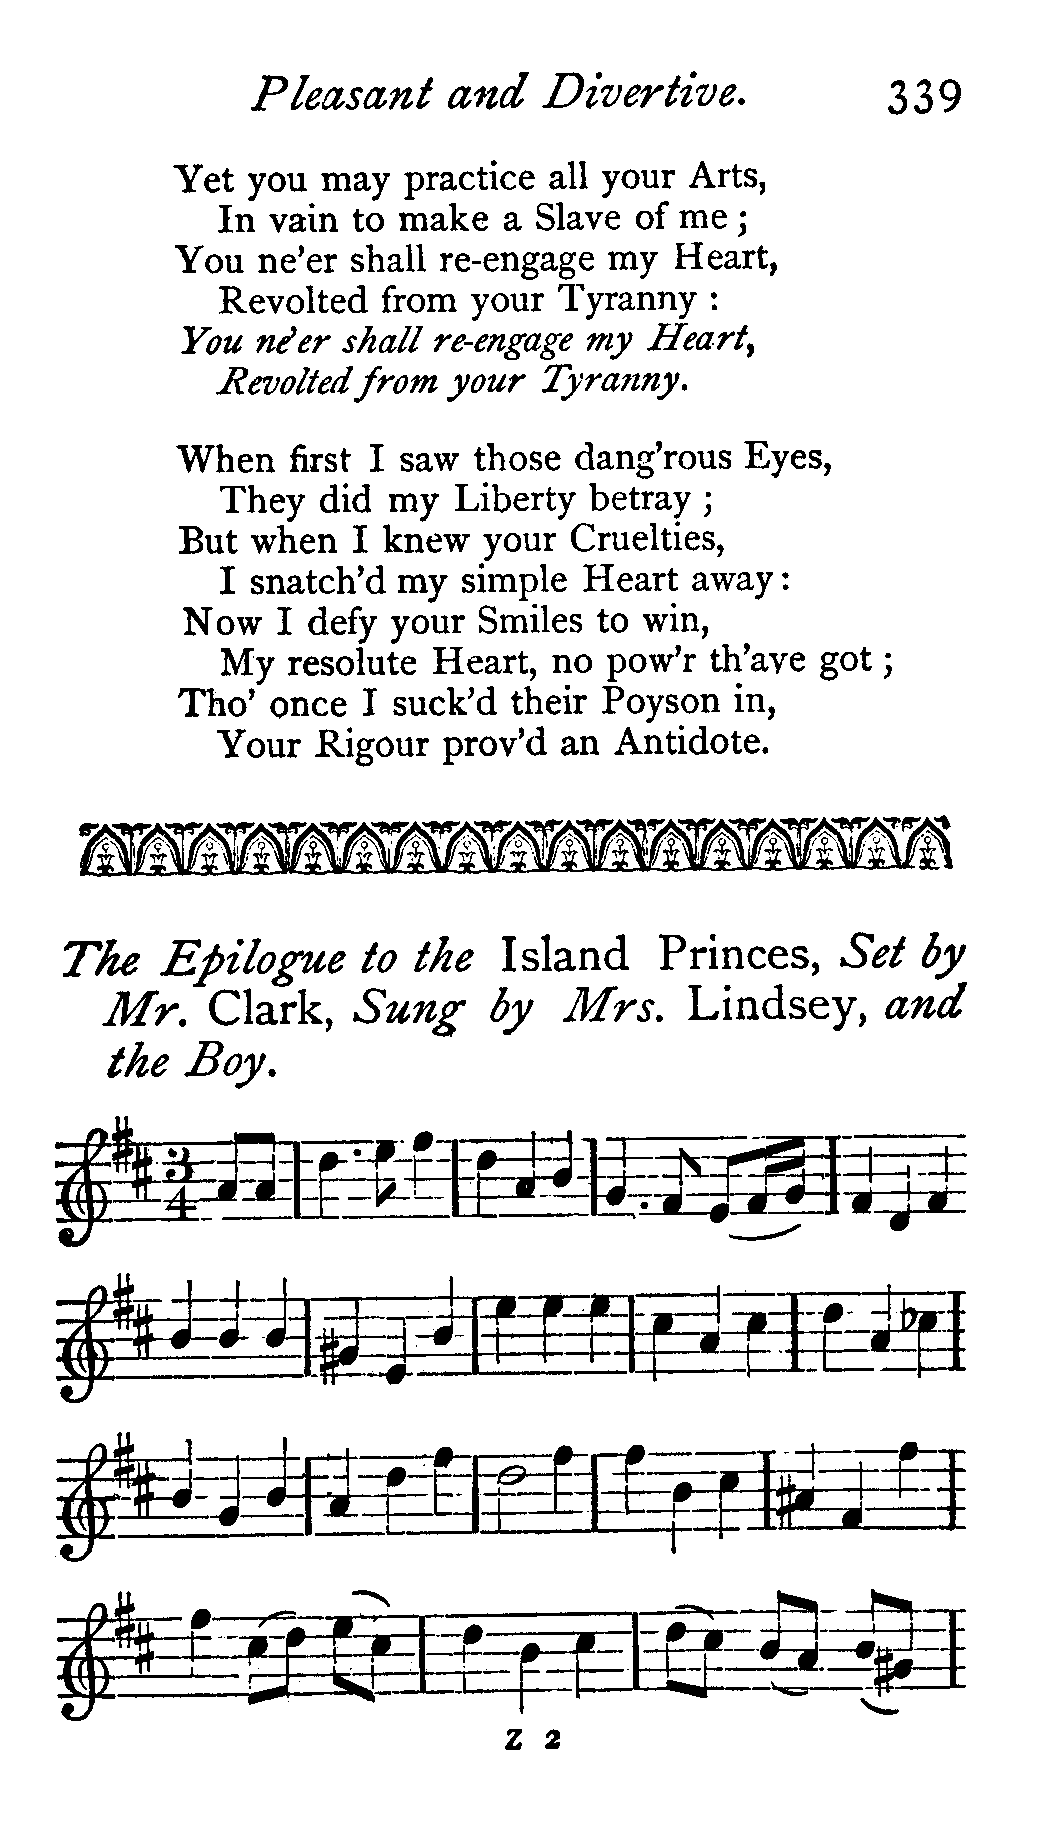 Pleasant and Divertive. 339
Yet you may practice all your Arts,
In vain to make a Slave of me ;
You ne'er shall re-engage my Heart,
Revolted from your Tyranny :
You ne'er shall re-engage my Heart,
Revolted from your Tyranny.
When first I saw those dang'rous Eyes,
They did my Liberty betray ;
But when I knew your Cruelties,
I snatch'd my simple Heart away :
Now I defy your Smiles to win,
My resolute Heart, no pow'r th'ave got ;
Tho' once I suck'd their Poyson in,
Your Rigour prov'd an Antidote.
The Epilogue to the Island Princes, Set by
Mr. Clark, Sung by Mrs. Lindsey, and
the Boy.
3
4
Z 2